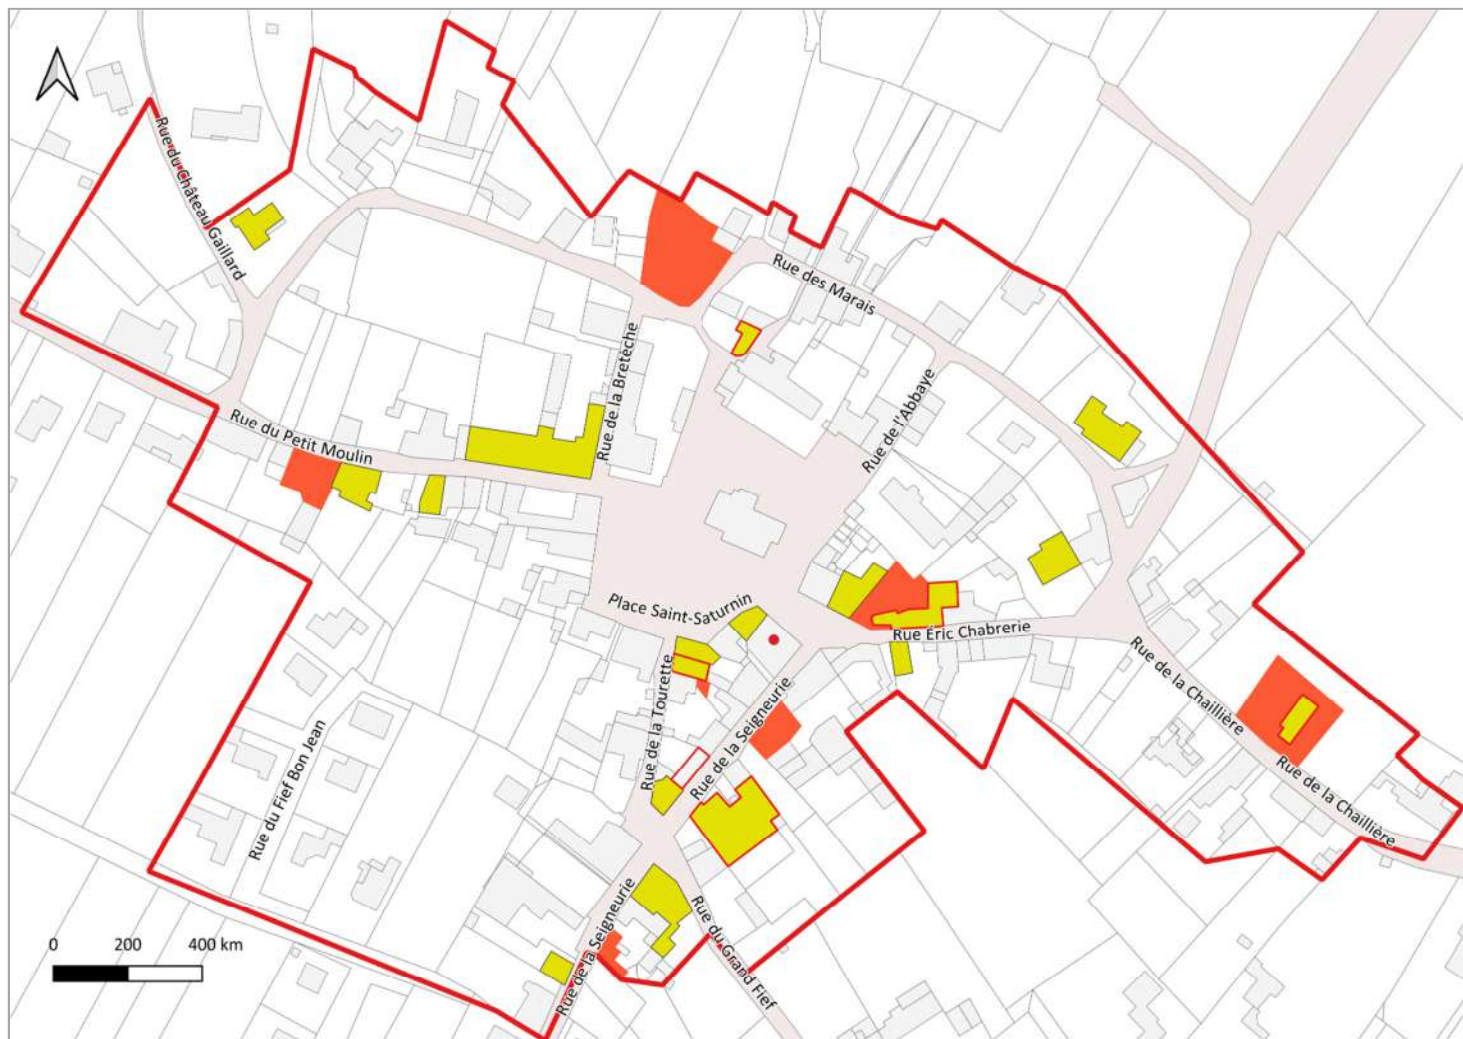 Rue du Château Gaillard
Rue des Marais
Rue de la Bretèche
Rue de l'Abbaye
Rue du Petit Moulin
Place Saint-Saturnin
Rue Éric Chabrerie
Rue de la Chaillière
Rue de la Tourette
Rue de la Seigneurie
Rue du Fief Bon Jean
Rue de la Chaillière
Rue de la Seigneurie
Rue du Grand Fief
0 200 400 km